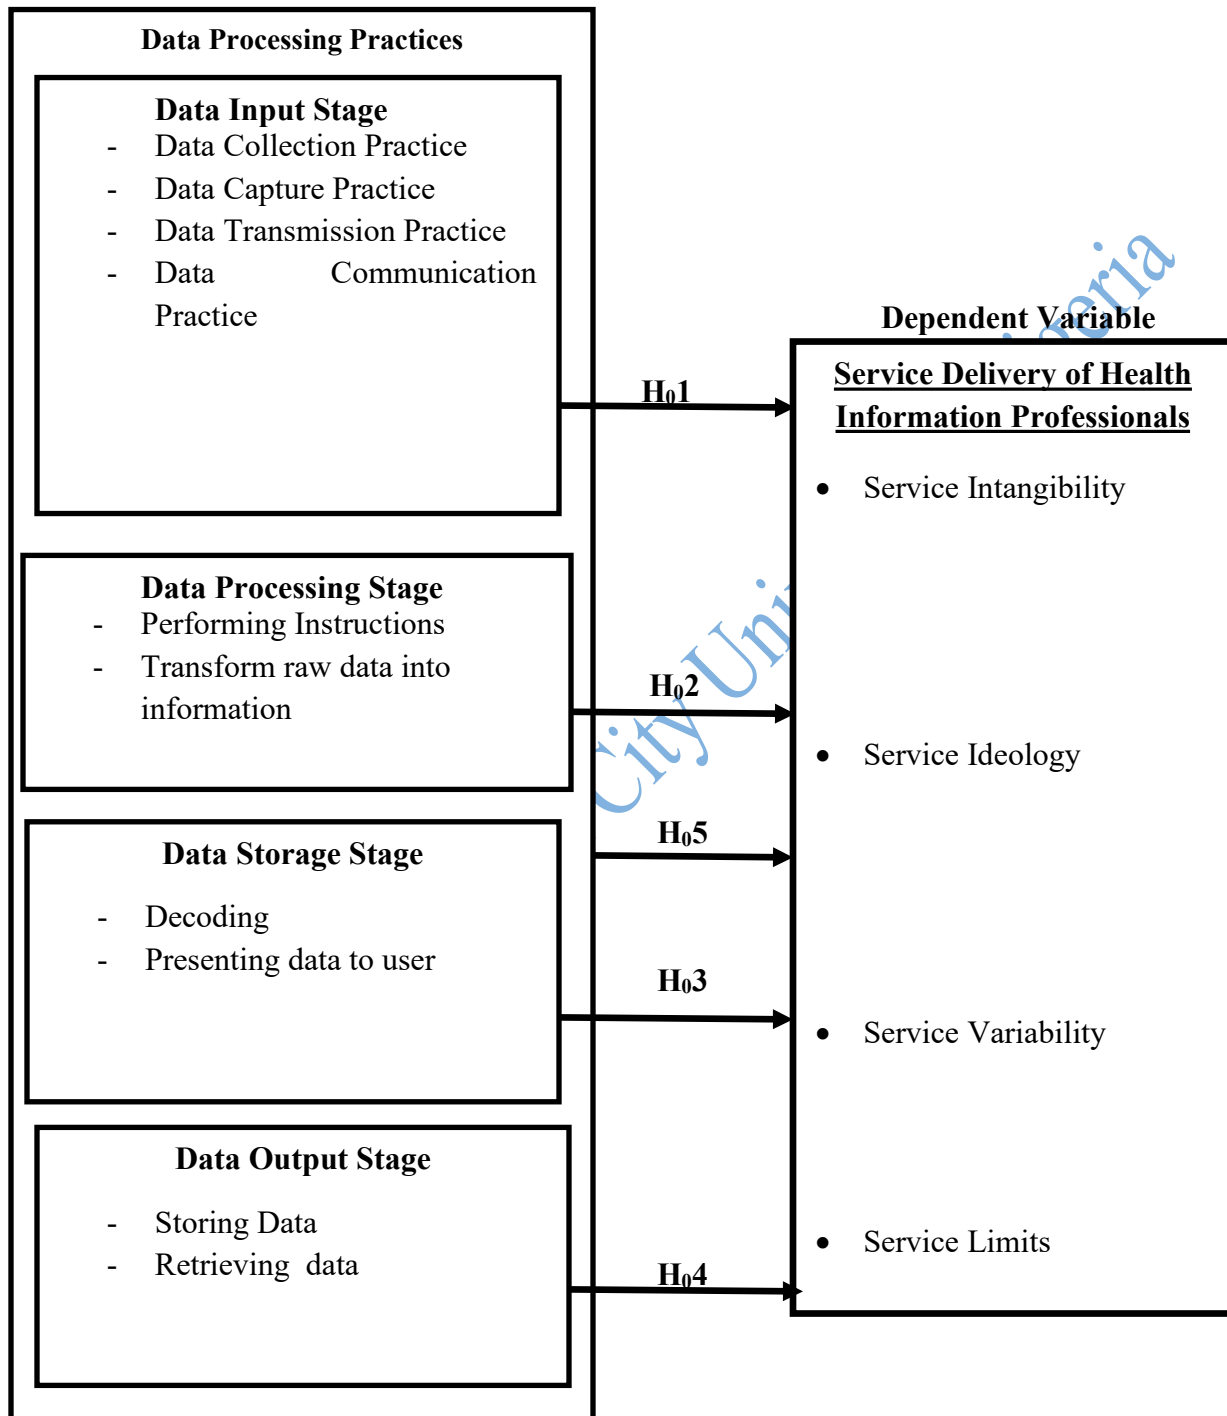 Data Processing Practices
Data Input Stage
- Data Collection Practice
- Data Capture Practice
- Data Transmission Practice
- Data Communication
Practice
Data Processing Stage
- Performing Instructions
- Transform raw data into
information
Data Storage Stage
- Decoding
- Presenting data to user
Data Output Stage
- Storing Data
- Retrieving data
H₀1
H₀2
H₀5
H₀3
H₀4
Dependent Variable
Service Delivery of Health
Information Professionals
• Service Intangibility
• Service Ideology
• Service Variability
• Service Limits
City